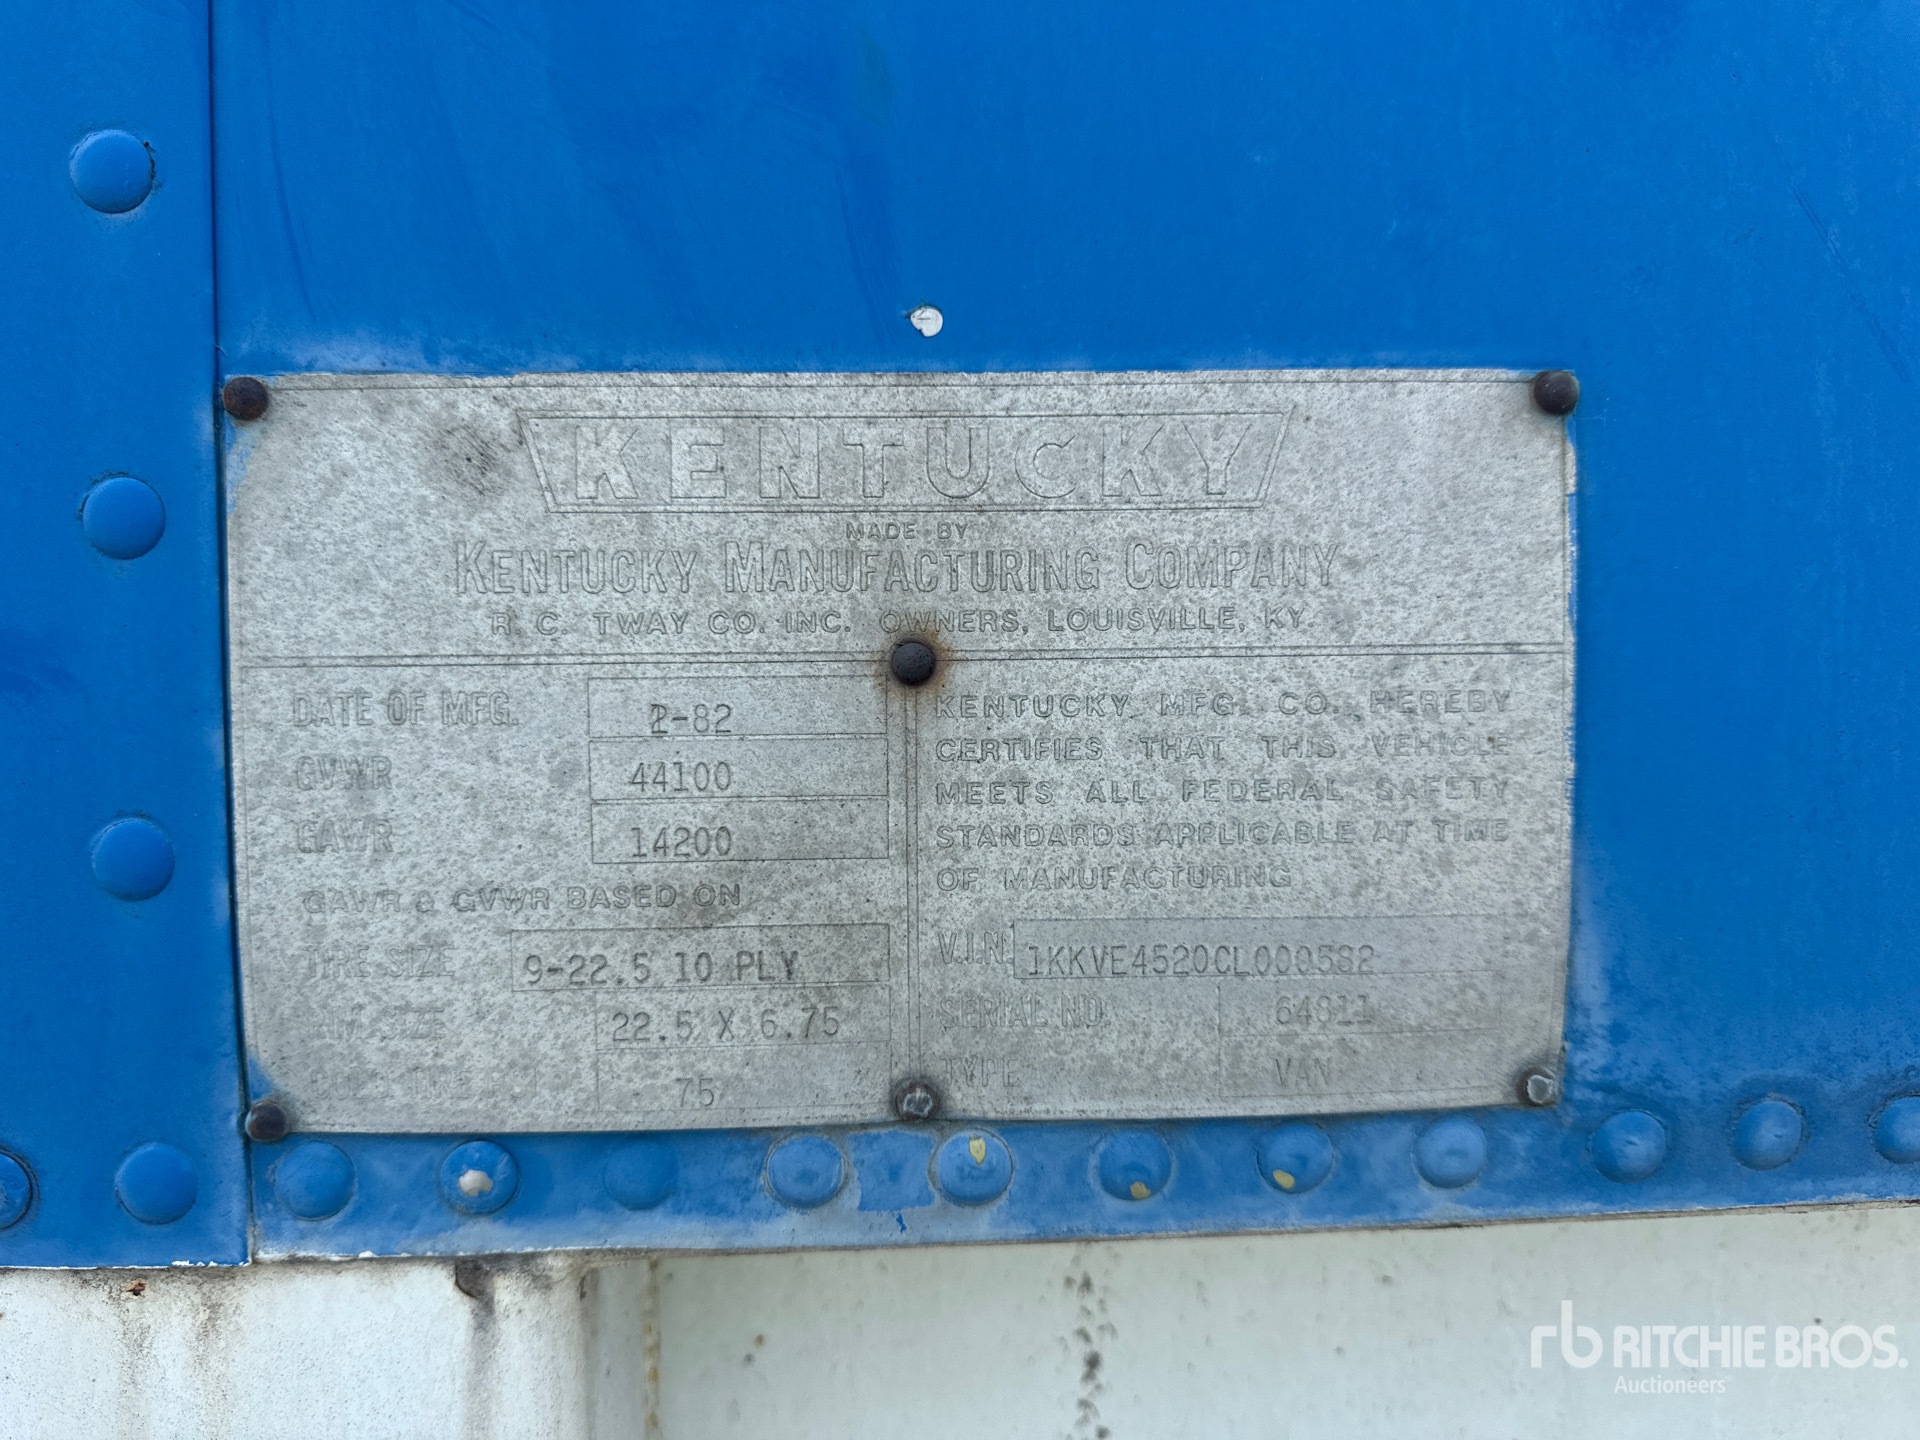 KENTUCKY
MADE BY
KENTUCKY MANUFACTURING COMPANY
R. C. TWAY CO. INC. OWNERS, LOUISVILLE, KY.
DATE OF MFG. 2-82
GVWR 44100
GAWR 14200
GAWR & GVWR BASED ON
TIRE SIZE 9-22.5 10 PLY
RIM SIZE 22.5 X 6.75
75
KENTUCKY MFG. CO. HEREBY
CERTIFIES THAT THIS VEHICLE
MEETS ALL FEDERAL SAFETY
STANDARDS APPLICABLE AT TIME
OF MANUFACTURING
V.I.N. 1KKVE4520CL000582
SERIAL NO. 64811
TYPE VAN
rb RITCHIE BROS.
Auctioneers